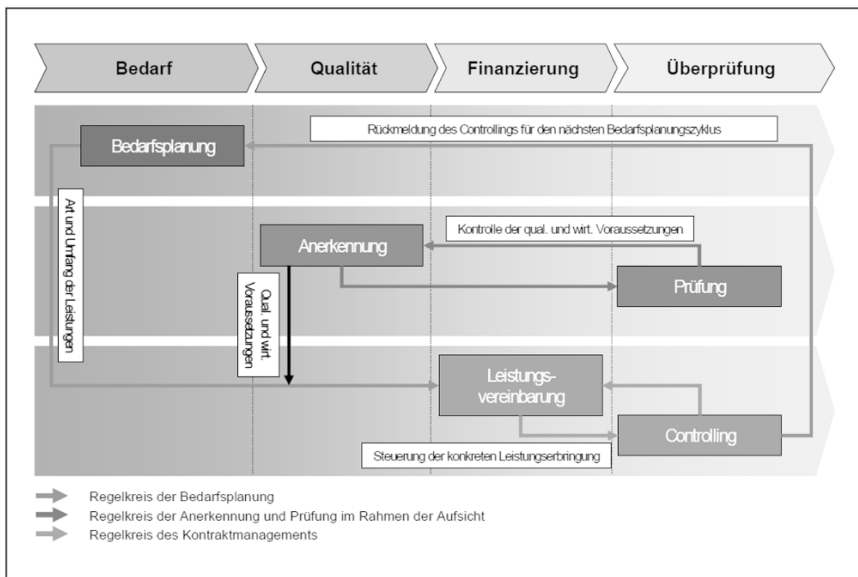 Bedarf
Qualität
Finanzierung
Überprüfung
Rückmeldung des Controllings für den nächsten Bedarfsplanungszyklus
Bedarfsplanung
Art und Umfang der Leistungen
Anerkennung
Kontrolle der qual. und wirt. Voraussetzungen
Prüfung
Qual. und wirt.
Voraussetzungen
Leistungs-
vereinbarung
Controlling
Steuerung der konkreten Leistungserbringung
Regelkreis der Bedarfsplanung
Regelkreis der Anerkennung und Prüfung im Rahmen der Aufsicht
Regelkreis des Kontraktmanagements